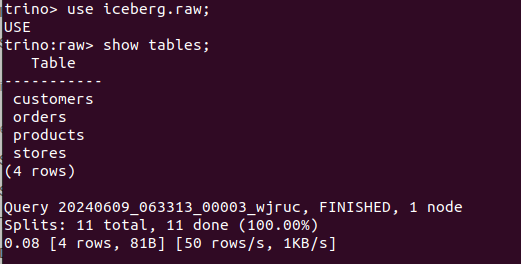 trino> use iceberg.raw;
USE
trino:raw> show tables;
   Table
-----------
 customers
 orders
 products
 stores
(4 rows)

Query 20240609_063313_00003_wjruc, FINISHED, 1 node
Splits: 11 total, 11 done (100.00%)
0.08 [4 rows, 81B] [50 rows/s, 1KB/s]